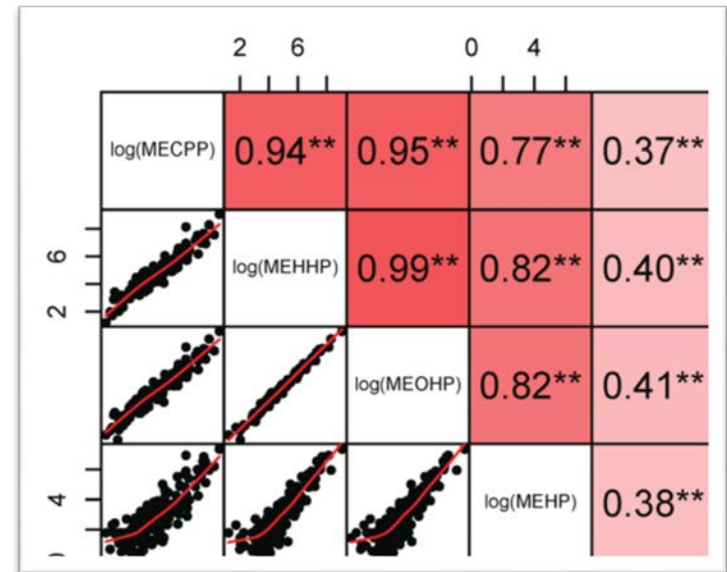 2 6 0 4
log(MECPP) 0.94** 0.95** 0.77** 0.37**
6
2
log(MEHHP) 0.99** 0.82** 0.40**
log(MEOHP) 0.82** 0.41**
4
log(MEHP) 0.38**